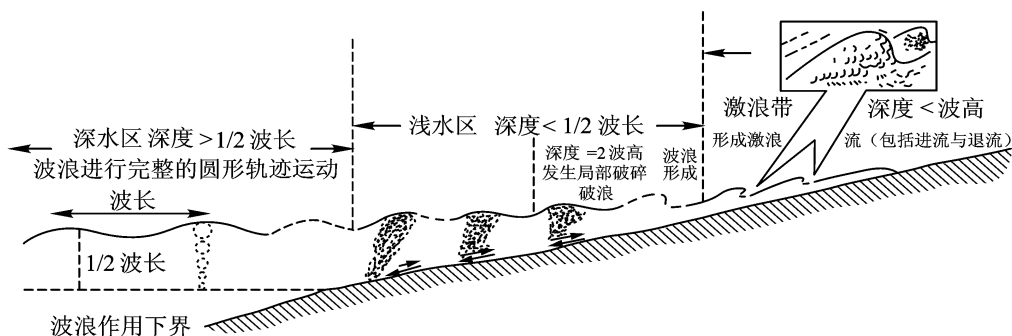 深水区 深度>1/2 波长
波浪进行完整的圆形轨迹运动
波长
1/2 波长
波浪作用下界
浅水区 深度<1/2 波长
深度=2波高
发生局部破碎
破浪
波浪
形成
激浪带 深度<波高
形成激浪 流（包括进流与退流）